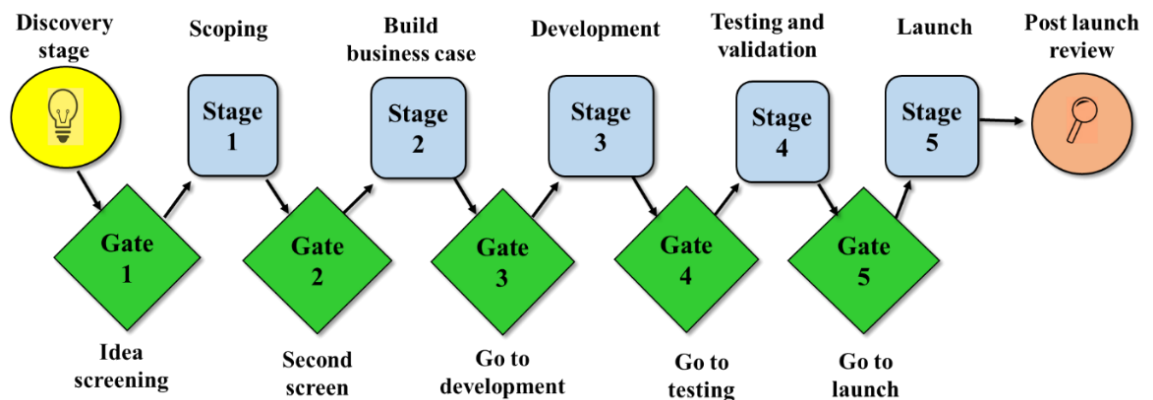 Discovery
stage
Scoping
Build
business case
Development
Testing and
validation
Launch
Post launch
review
Stage
1
Stage
2
Stage
3
Stage
4
Stage
5
Gate
1
Gate
2
Gate
3
Gate
4
Gate
5
Idea
screening
Second
screen
Go to
development
Go to
testing
Go to
launch